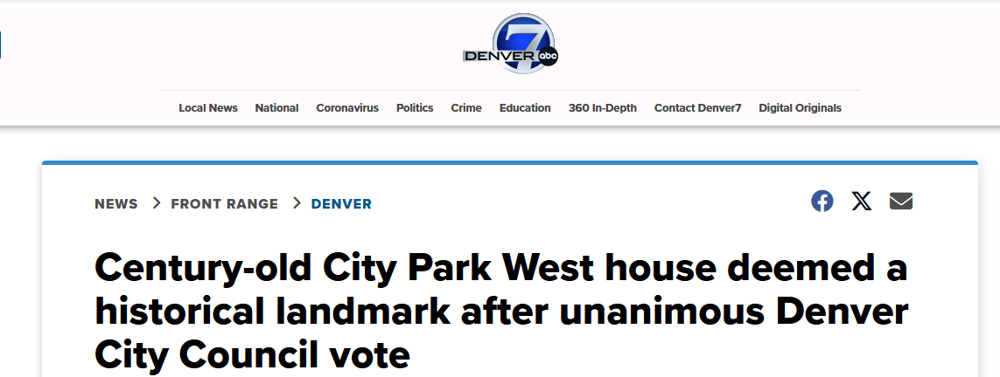 7
DENVER abc
Local News National Coronavirus Politics Crime Education 360 In-Depth Contact Denver7 Digital Originals
NEWS > FRONT RANGE > DENVER
Century-old City Park West house deemed a
historical landmark after unanimous Denver
City Council vote